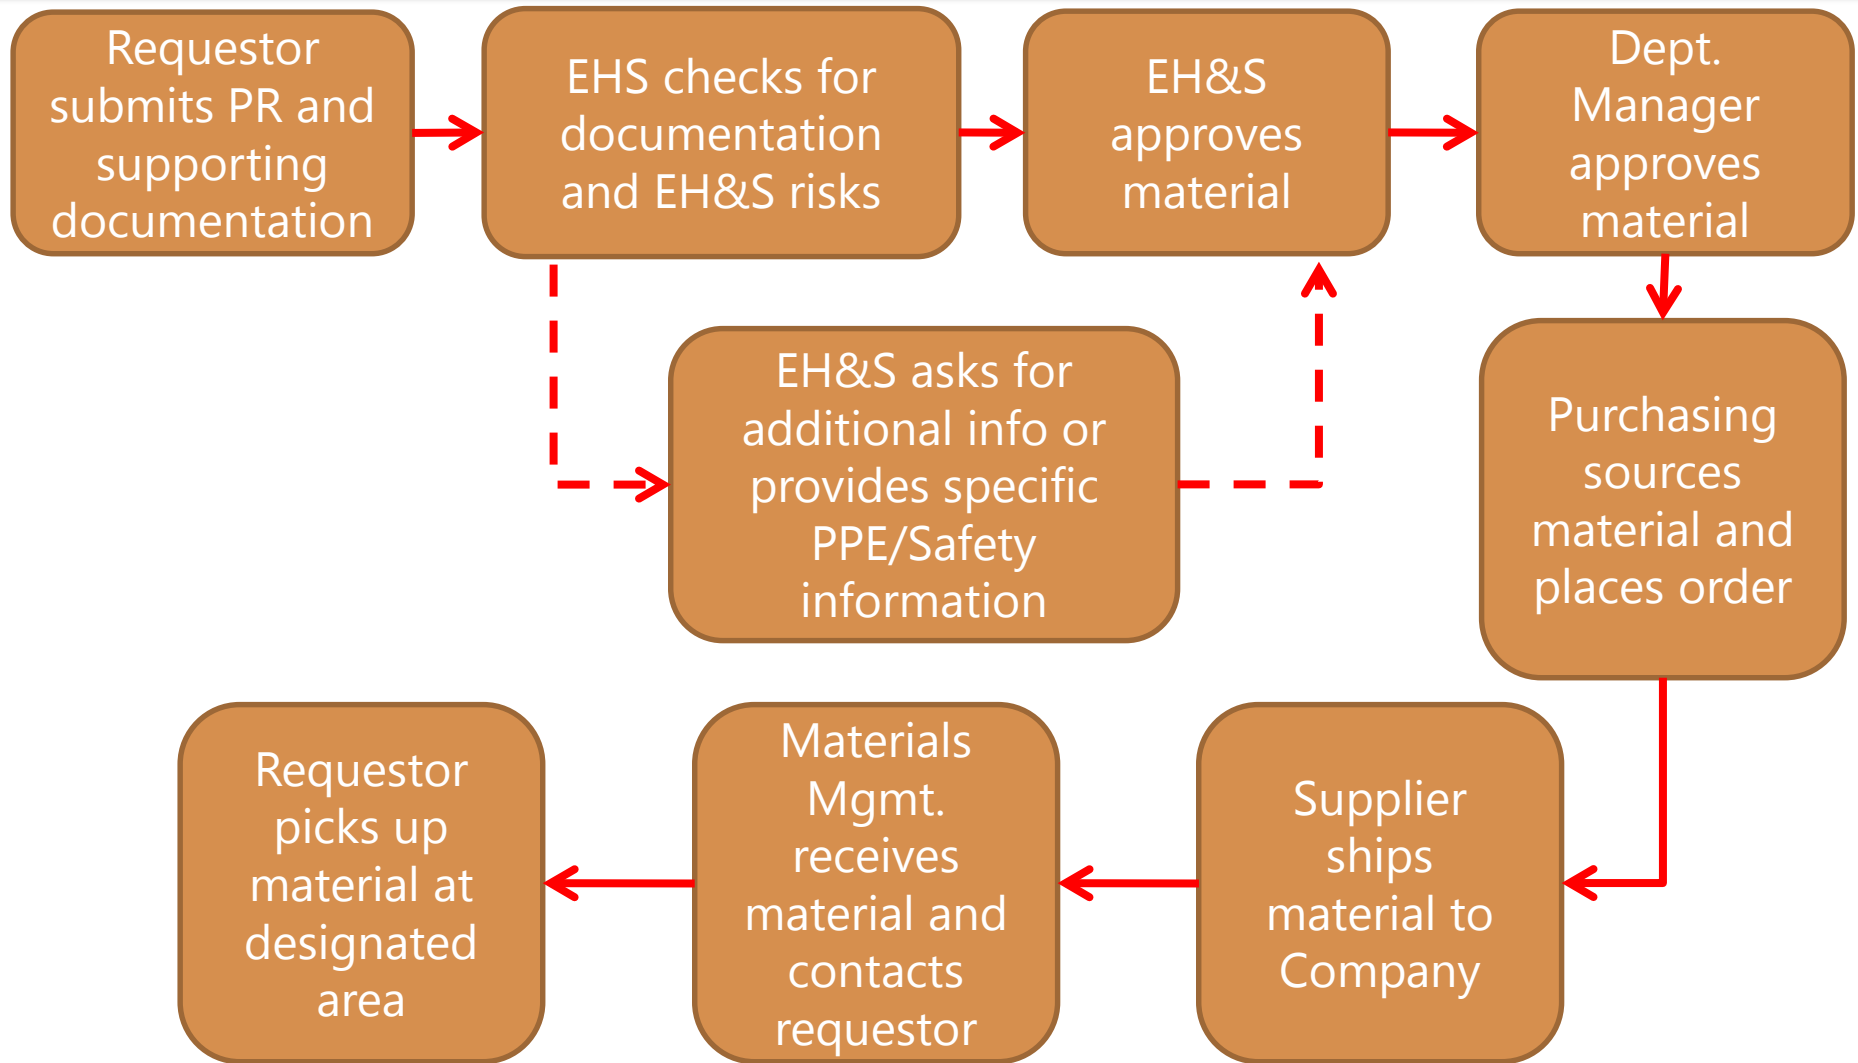 Requestor
submits PR and
supporting
documentation
EHS checks for
documentation
and EH&S risks
EH&S
approves
material
Dept.
Manager
approves
material
EH&S asks for
additional info or
provides specific
PPE/Safety
information
Purchasing
sources
material and
places order
Supplier
ships
material to
Company
Materials
Mgmt.
receives
material and
contacts
requestor
Requestor
picks up
material at
designated
area